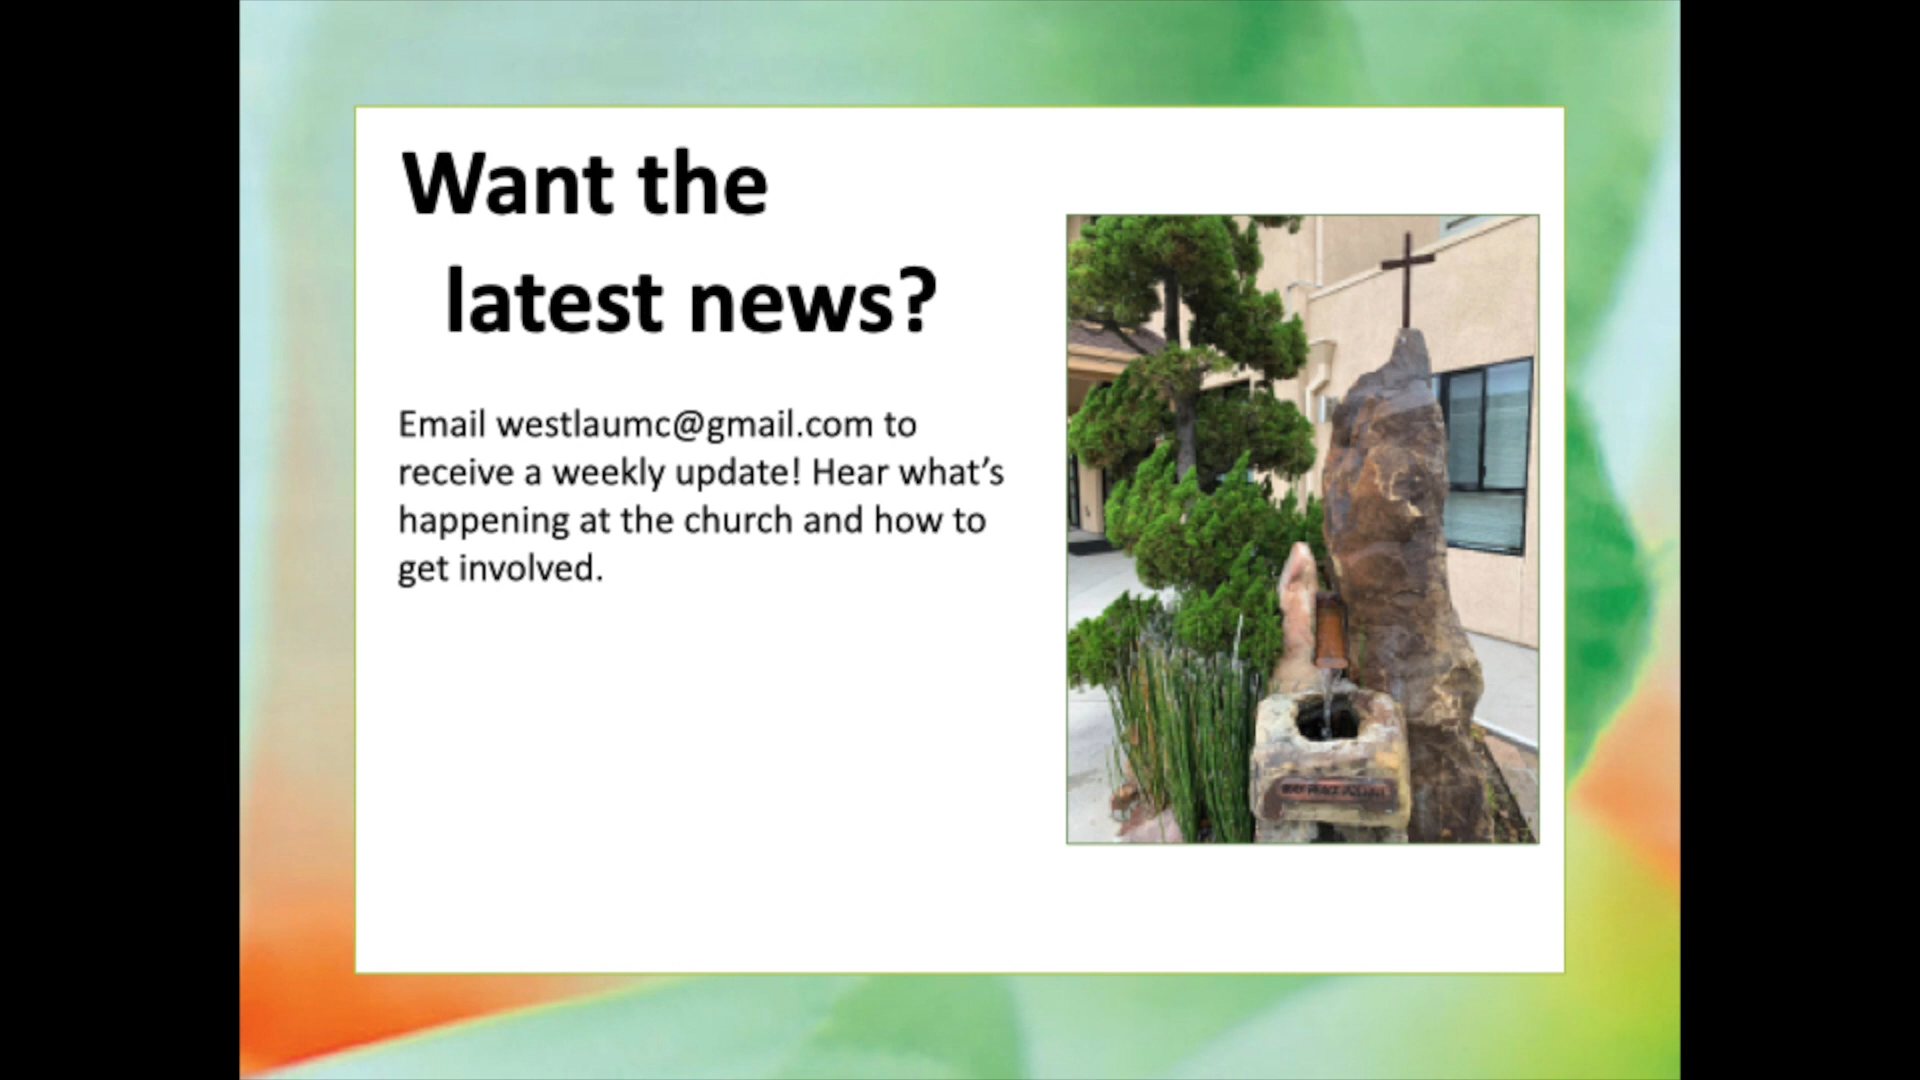 Want the
latest news?
Email westlaumc@gmail.com to
receive a weekly update! Hear what’s
happening at the church and how to
get involved.